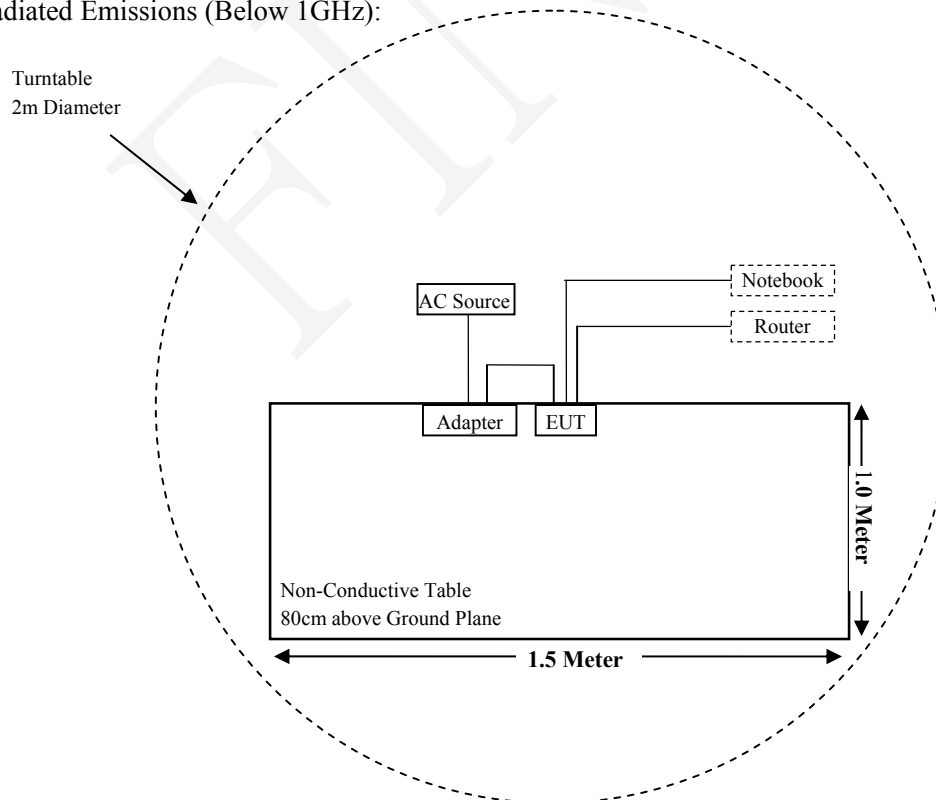 adiated Emissions (Below 1GHz):
Turntable
2m Diameter
Notebook
AC Source
Router
Adapter
EUT
1.0 Meter
Non-Conductive Table
80cm above Ground Plane
1.5 Meter